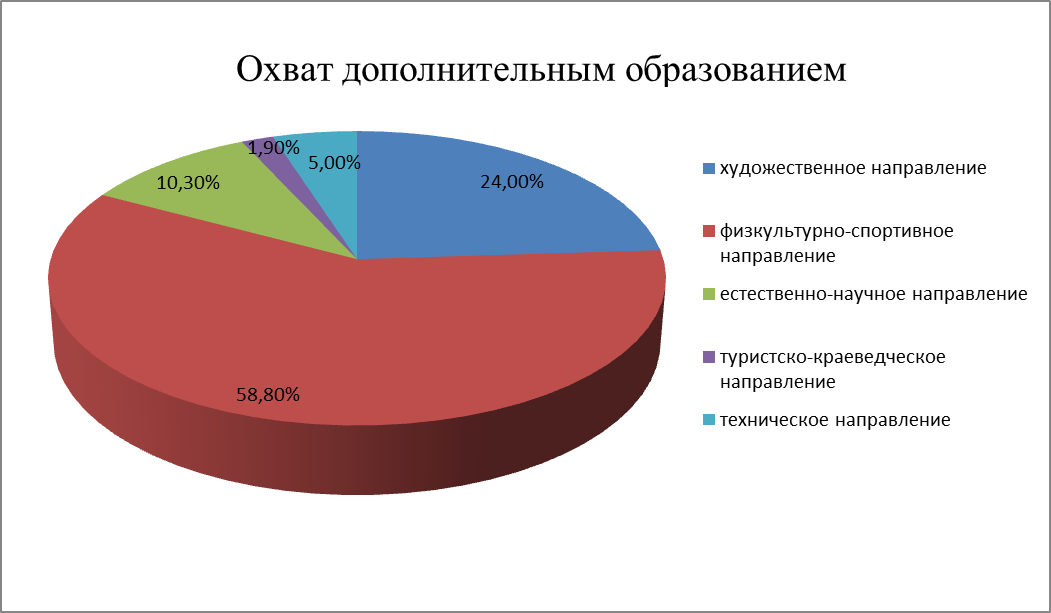 Охват дополнительным образованием
1,90%
5,00%
10,30%
24,00%
58,80%
художественное направление
физкультурно-спортивное
направление
естественно-научное направление
туристско-краеведческое
направление
техническое направление